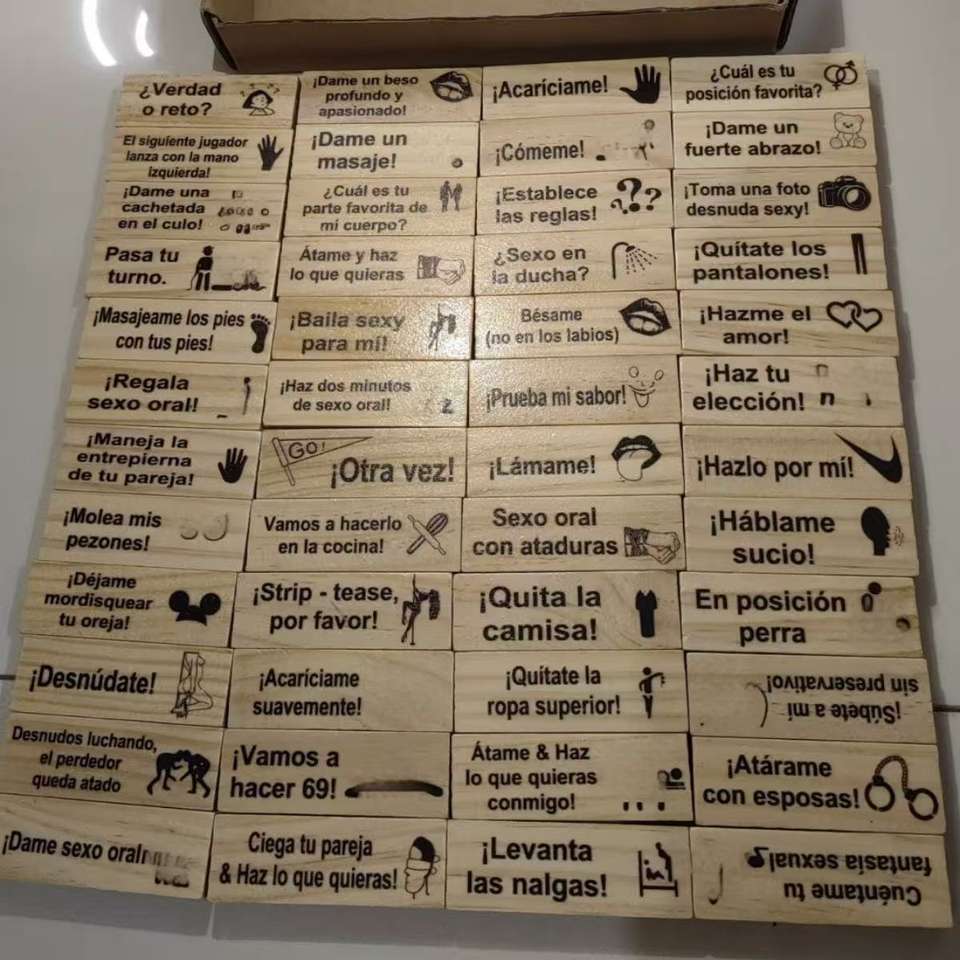 ¿Verdad
o reto?
¡Dame un beso
profundo y
apasionado!
¡Acaríciame!
¿Cuál es tu
posición favorita?
El siguiente jugador
lanza con la mano
izquierda!
¡Dame un
masaje!
¡Cómeme!
¡Dame un
fuerte abrazo!
¡Dame una
cachetada
en el culo!
¿Cuál es tu
parte favorita de
mi cuerpo?
¡Establece
las reglas!
¡Toma una foto
desnuda sexy!
Pasa tu
turno.
Átame y haz
lo que quieras
¿Sexo en
la ducha?
¡Quítate los
pantalones!
¡Masajeame los pies
con tus pies!
¡Baila sexy
para mí!
Bésame
(no en los labios)
¡Hazme el
amor!
¡Regala
sexo oral!
¡Haz dos minutos
de sexo oral!
¡Prueba mi sabor!
¡Haz tu
elección!
¡Maneja la
entrepierna
de tu pareja!
GO!
¡Otra vez!
¡Lámame!
¡Hazlo por mí!
¡Molea mis
pezones!
Vamos a hacerlo
en la cocina!
Sexo oral
con ataduras
¡Háblame
sucio!
¡Déjame
mordisquear
tu oreja!
¡Strip - tease,
por favor!
¡Quita la
camisa!
En posición
perra
¡Desnúdate!
¡Acaríciame
suavemente!
¡Quítate la
ropa superior!
¡Súbete a mi
sin preservativo!
Desnudos luchando,
el perdedor
queda atado
¡Vamos a
hacer 69!
Átame & Haz
lo que quieras
conmigo!
¡Atárame
con esposas!
¡Dame sexo oral
Ciega tu pareja
& Haz lo que quieras!
¡Levanta
las nalgas!
Cuéntame tu
fantasía sexual